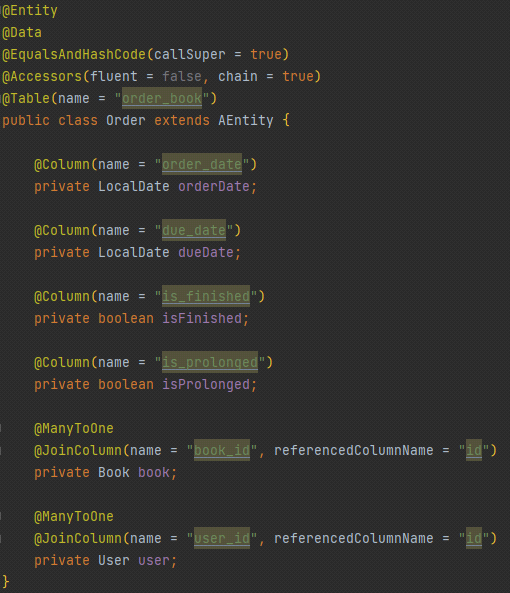 @Entity
@Data
@EqualsAndHashCode(callSuper = true)
@Accessors(fluent = false, chain = true)
@Table(name = "order_book")
public class Order extends AEntity {
@Column(name = "order_date")
private LocalDate orderDate;
@Column(name = "due_date")
private LocalDate dueDate;
@Column(name = "is_finished")
private boolean isFinished;
@Column(name = "is_prolonged")
private boolean isProlonged;
@ManyToOne
@JoinColumn(name = "book_id", referencedColumnName = "id")
private Book book;
@ManyToOne
@JoinColumn(name = "user_id", referencedColumnName = "id")
private User user;
}